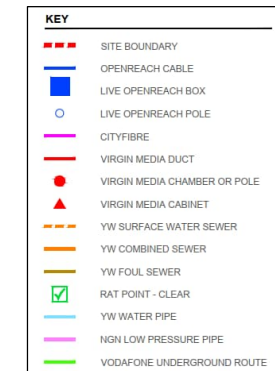 KEY
SITE BOUNDARY
OPENREACH CABLE
LIVE OPENREACH BOX
LIVE OPENREACH POLE
CITYFIBRE
VIRGIN MEDIA DUCT
VIRGIN MEDIA CHAMBER OR POLE
VIRGIN MEDIA CABINET
YW SURFACE WATER SEWER
YW COMBINED SEWER
YW FOUL SEWER
RAT POINT - CLEAR
YW WATER PIPE
NGN LOW PRESSURE PIPE
VODAFONE UNDERGROUND ROUTE